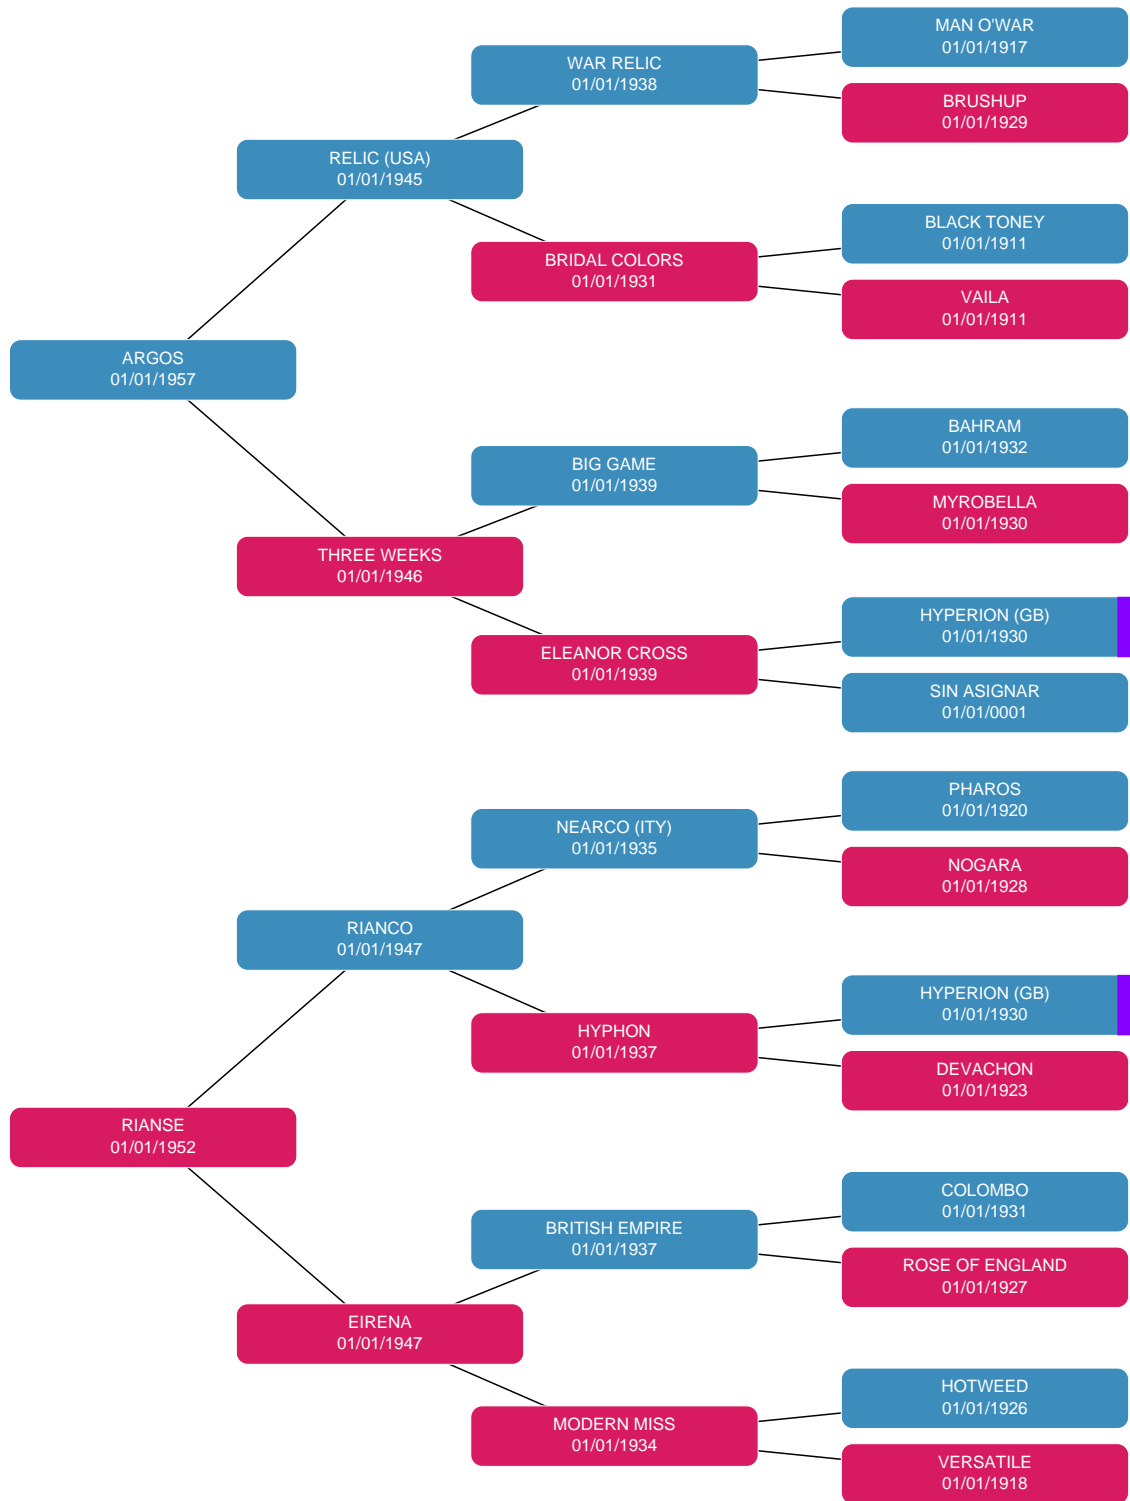 MAN O'WAR
01/01/1917
WAR RELIC
01/01/1938
BRUSHUP
01/01/1929
RELIC (USA)
01/01/1945
BLACK TONEY
01/01/1911
BRIDAL COLORS
01/01/1931
VAILA
01/01/1911
ARGOS
01/01/1957
BAHRAM
01/01/1932
BIG GAME
01/01/1939
MYROBELLA
01/01/1930
THREE WEEKS
01/01/1946
HYPERION (GB)
01/01/1930
ELEANOR CROSS
01/01/1939
SIN ASIGNAR
01/01/0001
PHAROS
01/01/1920
NEARCO (ITY)
01/01/1935
NOGARA
01/01/1928
RIANCO
01/01/1947
HYPERION (GB)
01/01/1930
HYPHON
01/01/1937
DEVACHON
01/01/1923
RIANSE
01/01/1952
COLOMBO
01/01/1931
BRITISH EMPIRE
01/01/1937
ROSE OF ENGLAND
01/01/1927
EIRENA
01/01/1947
HOTWEED
01/01/1926
MODERN MISS
01/01/1934
VERSATILE
01/01/1918